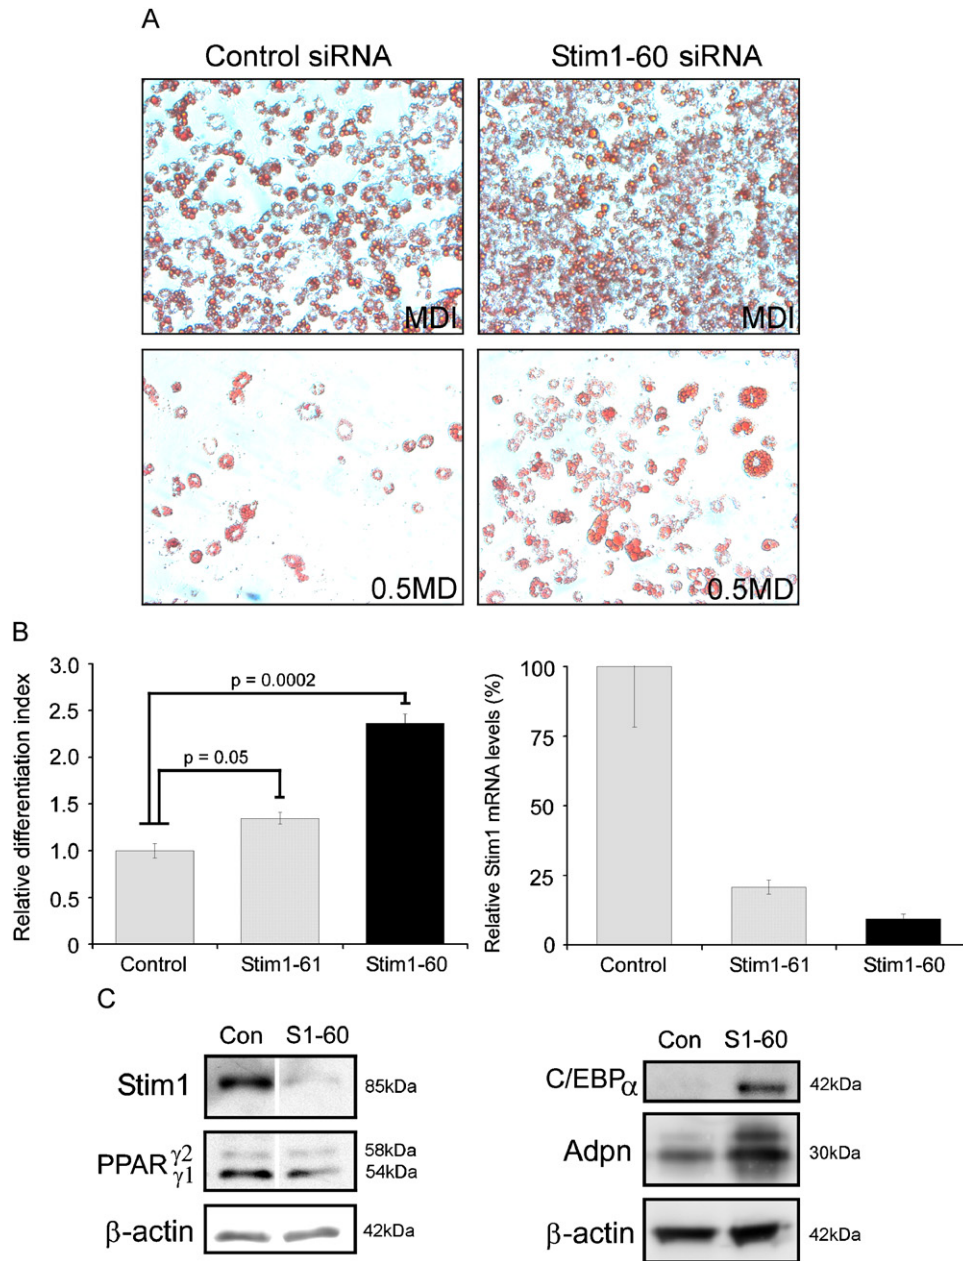 A
Control siRNA
Stim1-60 siRNA
MDI
MDI
0.5MD
0.5MD
B
Relative differentiation index
3.0
2.5
2.0
1.5
1.0
0.5
0
p = 0.0002
p = 0.05
Control
Stim1-61
Stim1-60
Relative Stim1 mRNA levels (%)
100
75
50
25
0
Control
Stim1-61
Stim1-60
C
Con S1-60
Stim1 85kDa
PPAR γ2 58kDa
γ1 54kDa
β-actin 42kDa
Con S1-60
C/EBPα 42kDa
Adpn 30kDa
β-actin 42kDa